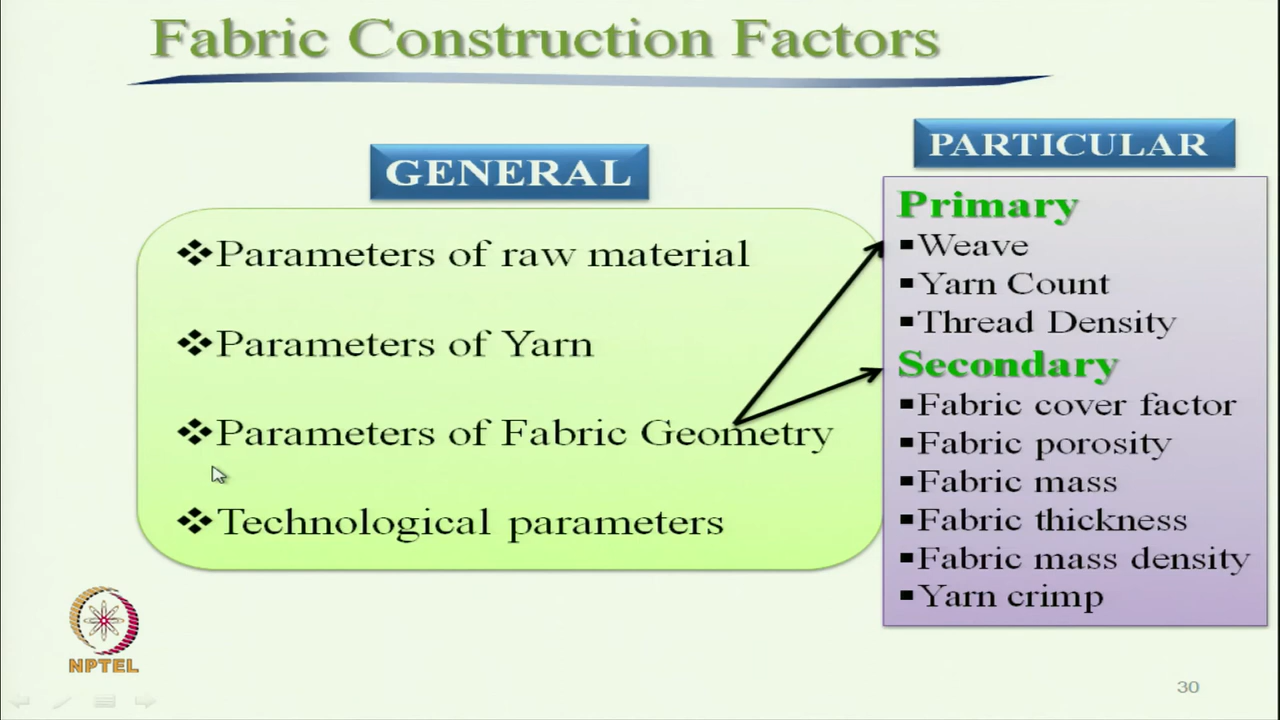 Fabric Construction Factors
GENERAL
❖Parameters of raw material
❖Parameters of Yarn
❖Parameters of Fabric Geometry
❖Technological parameters
PARTICULAR
Primary
▪Weave
▪Yarn Count
▪Thread Density
Secondary
▪Fabric cover factor
▪Fabric porosity
▪Fabric mass
▪Fabric thickness
▪Fabric mass density
▪Yarn crimp
NPTEL
30